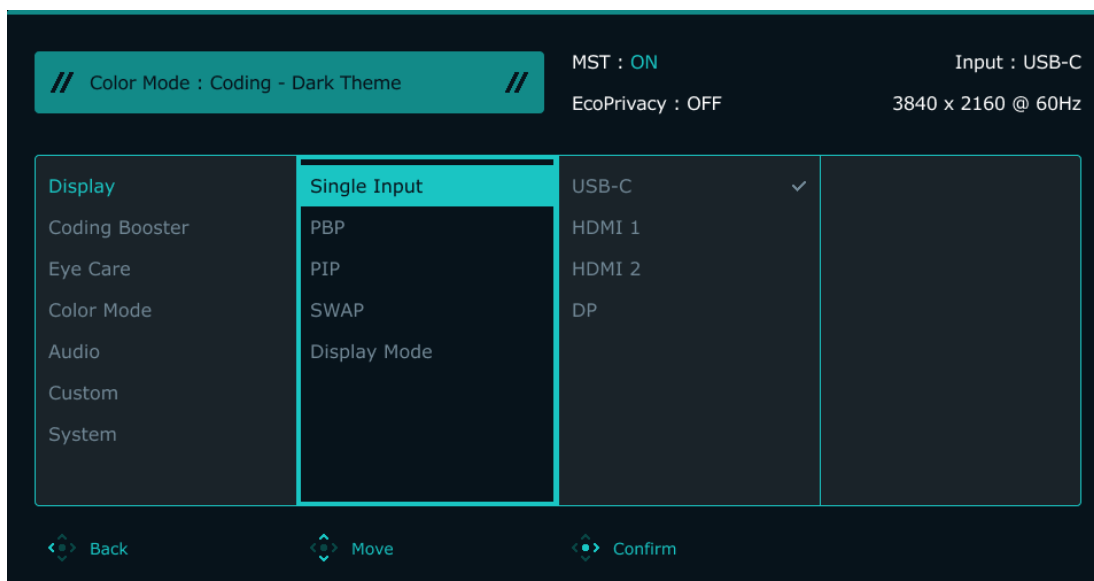 // Color Mode : Coding - Dark Theme //
MST : ON
Input : USB-C
EcoPrivacy : OFF
3840 x 2160 @ 60Hz
Display
Coding Booster
Eye Care
Color Mode
Audio
Custom
System
Single Input
PBP
PIP
SWAP
Display Mode
USB-C
HDMI 1
HDMI 2
DP
Back
Move
Confirm